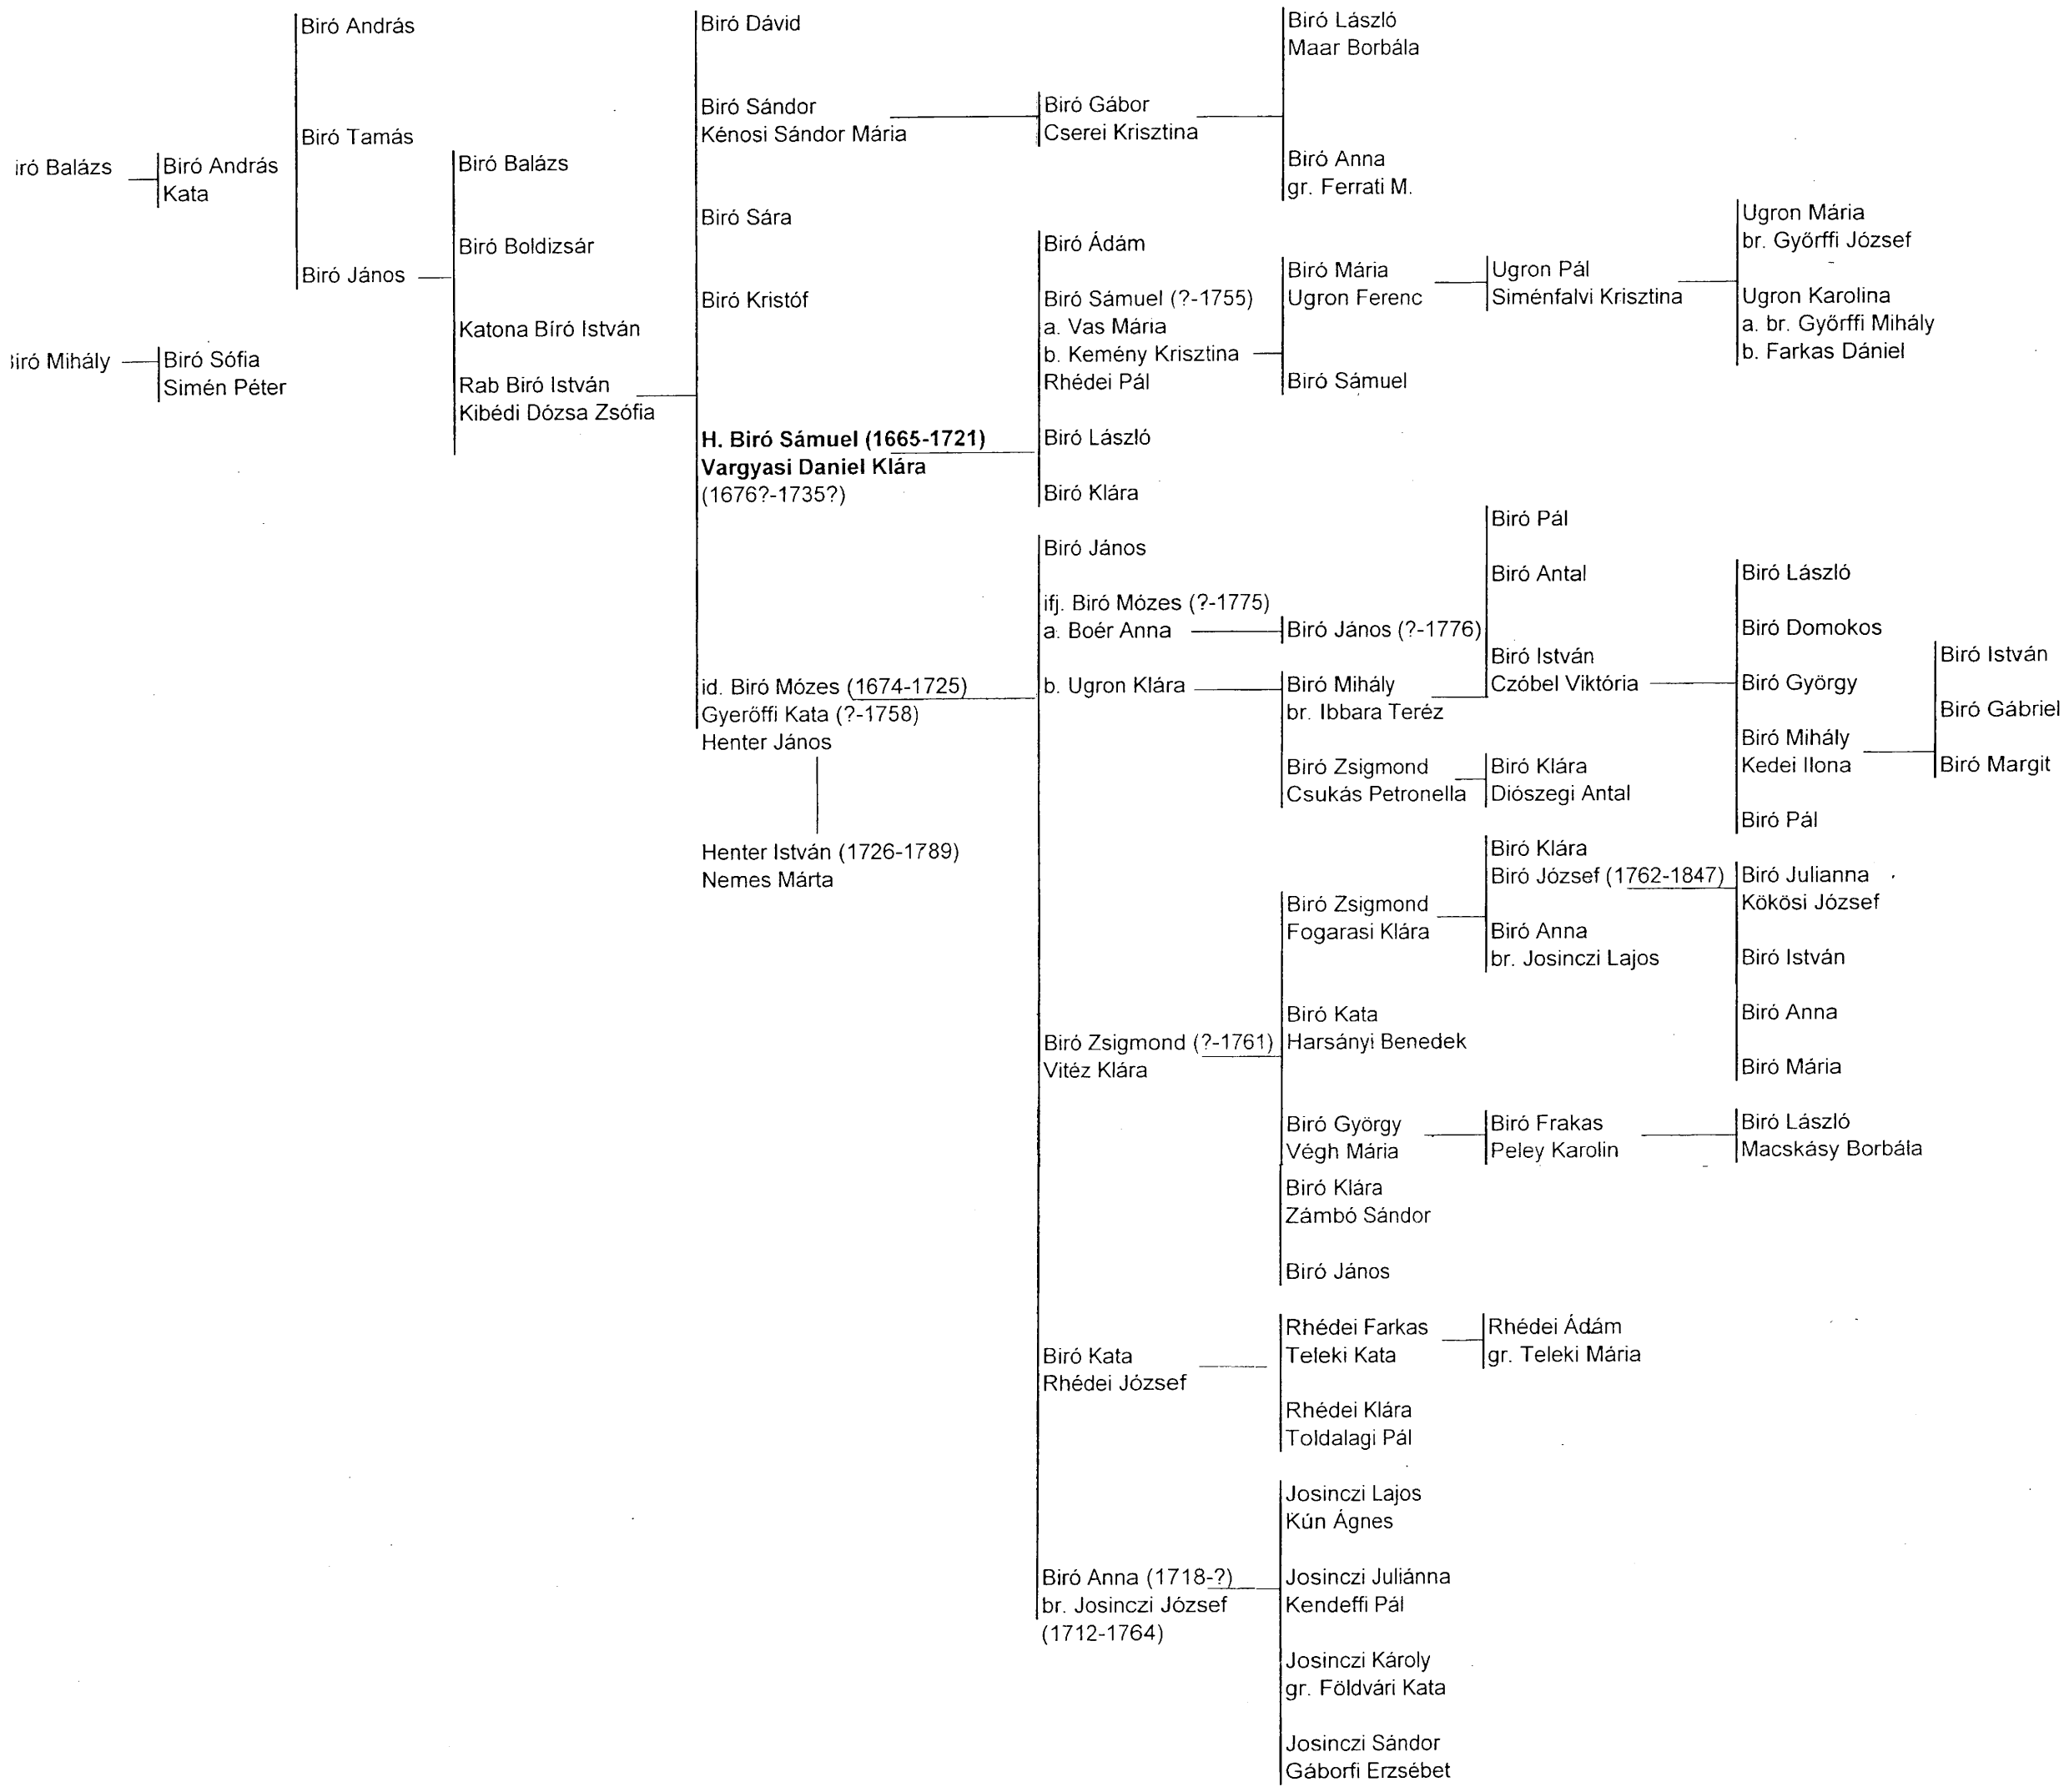 Biró András
Biró Tamás
iró Balázs
Biró András
Kata
Biró János
iró Mihály
Biró Sófia
Simén Péter
Biró Balázs
Biró Boldizsár
Katona Bíró István
Rab Biró István
Kibédi Dózsa Zsófia
Biró Dávid
Biró Sándor
Kénosi Sándor Mária
Biró Sára
Biró Kristóf
H. Biró Sámuel (1665-1721)
Vargyasi Daniel Klára
(1676?-1735?)
id. Biró Mózes (1674-1725)
Gyerőffi Kata (?-1758)
Henter János
Henter István (1726-1789)
Nemes Márta
Biró Gábor
Cserei Krisztina
Biró Ádám
Biró Sámuel (?-1755)
a. Vas Mária
b. Kemény Krisztina
Rhédei Pál
Biró László
Biró Klára
Biró János
ifj. Biró Mózes (?-1775)
a. Boér Anna
b. Ugron Klára
Biró Zsigmond (?-1761)
Vitéz Klára
Biró Kata
Rhédei József
Biró Anna (1718-?)
br. Josinczi József
(1712-1764)
Biró László
Maar Borbála
Biró Anna
gr. Ferrati M.
Biró Mária
Ugron Ferenc
Biró Sámuel
Biró János (?-1776)
Biró Mihály
br. Ibbara Teréz
Biró Zsigmond
Csukás Petronella
Biró Zsigmond
Fogarasi Klára
Biró Kata
Harsányi Benedek
Biró György
Végh Mária
Biró Klára
Zámbó Sándor
Biró János
Rhédei Farkas
Teleki Kata
Rhédei Klára
Toldalagi Pál
Josinczi Lajos
Kún Ágnes
Josinczi Juliánna
Kendeffi Pál
Josinczi Károly
gr. Földvári Kata
Josinczi Sándor
Gáborfi Erzsébet
Ugron Pál
Siménfalvi Krisztina
Biró Pál
Biró Antal
Biró István
Czóbel Viktória
Biró Klára
Diószegi Antal
Biró Klára
Biró József (1762-1847)
Biró Anna
br. Josinczi Lajos
Biró Frakas
Peley Karolin
Rhédei Ádám
gr. Teleki Mária
Ugron Mária
br. Győrffi József
Ugron Karolina
a. br. Győrffi Mihály
b. Farkas Dániel
Biró László
Biró Domokos
Biró György
Biró Mihály
Kedei Ilona
Biró Pál
Biró Julianna
Kökösi József
Biró István
Biró Anna
Biró Mária
Biró László
Macskásy Borbála
Biró István
Biró Gábriel
Biró Margit